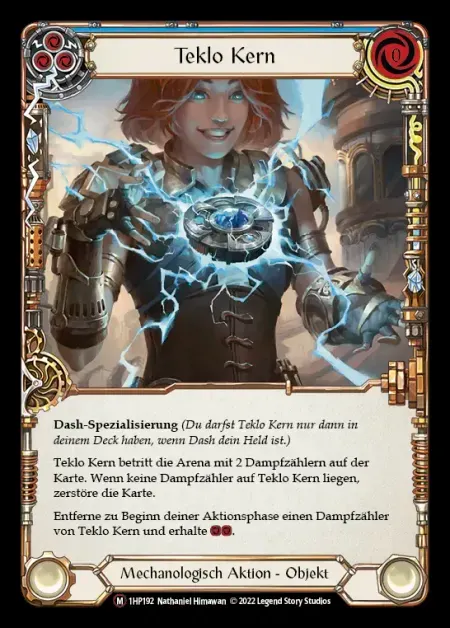 Teklo Kern
0
Dash-Spezialisierung (Du darfst Teklo Kern nur dann in
deinem Deck haben, wenn Dash dein Held ist.)
Teklo Kern betritt die Arena mit 2 Dampfzählern auf der
Karte. Wenn keine Dampfzähler auf Teklo Kern liegen,
zerstöre die Karte.
Entferne zu Beginn deiner Aktionsphase einen Dampfzähler
von Teklo Kern und erhalte .
Mechanologisch Aktion - Objekt
M 1HP192 Nathaniel Himawan © 2022 Legend Story Studios